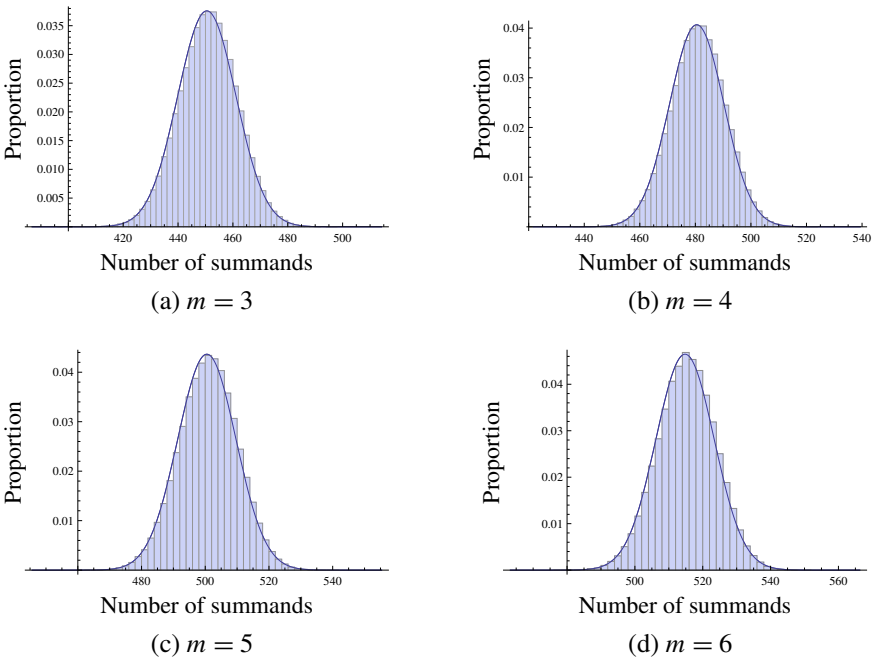 Proportion
0.035
0.030
0.025
0.020
0.015
0.010
0.005
420 440 460 480 500
Number of summands
(a) m = 3
Proportion
0.04
0.03
0.02
0.01
440 460 480 500 520 540
Number of summands
(b) m = 4
Proportion
0.04
0.03
0.02
0.01
480 500 520 540
Number of summands
(c) m = 5
Proportion
0.04
0.03
0.02
0.01
500 520 540 560
Number of summands
(d) m = 6